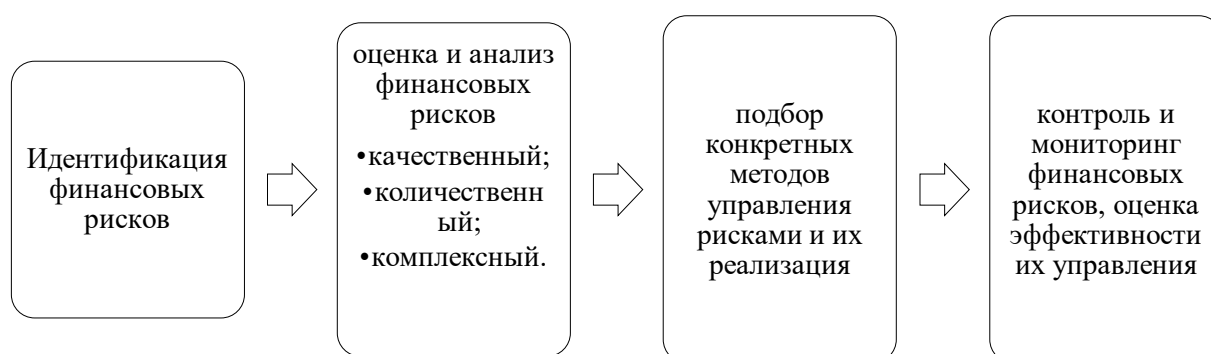 Идентификация
финансовых
рисков
оценка и анализ
финансовых
рисков
•качественный;
•количественн
ый;
•комплексный.
подбор
конкретных
методов
управления
рисками и их
реализация
контроль и
мониторинг
финансовых
рисков, оценка
эффективности
их управления